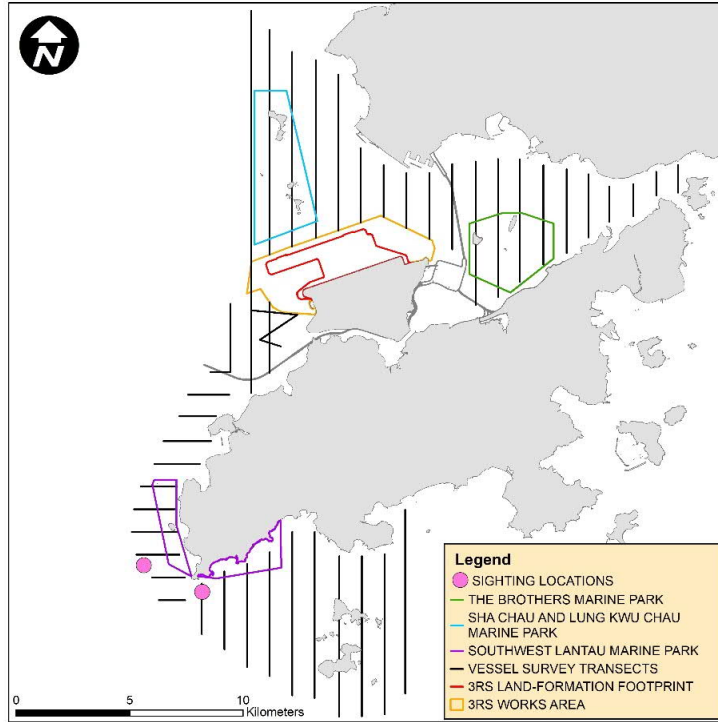 N
Legend
SIGHTING LOCATIONS
THE BROTHERS MARINE PARK
SHA CHAU AND LUNG KWU CHAU
MARINE PARK
SOUTHWEST LANTAU MARINE PARK
VESSEL SURVEY TRANSECTS
3RS LAND-FORMATION FOOTPRINT
3RS WORKS AREA
0 5 10
Kilometers